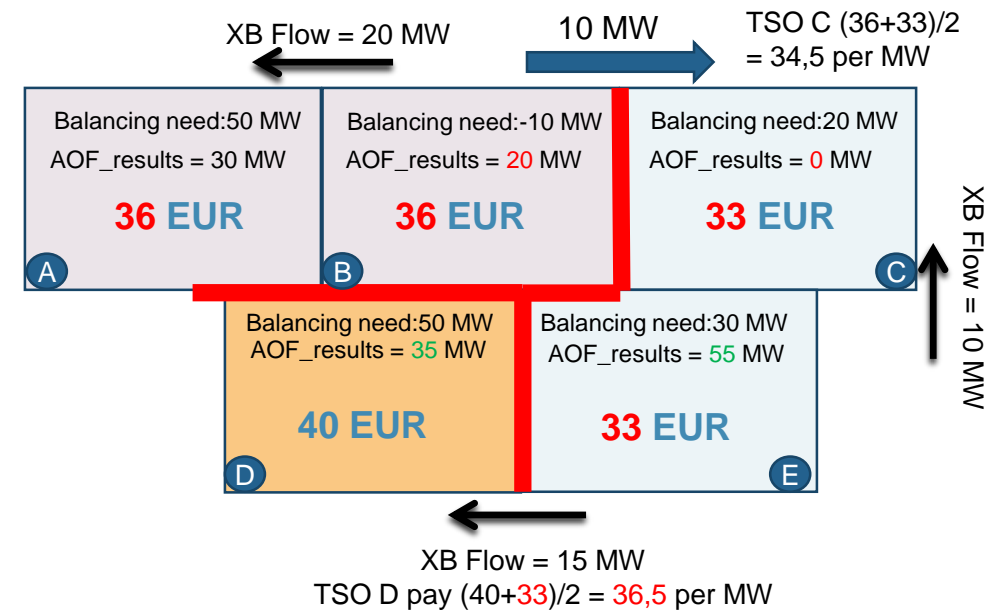 XB Flow = 20 MW
10 MW
TSO C (36+33)/2
= 34,5 per MW
Balancing need:50 MW
AOF_results = 30 MW
36 EUR
A
Balancing need:-10 MW
AOF_results = 20 MW
36 EUR
B
Balancing need:20 MW
AOF_results = 0 MW
33 EUR
C
XB Flow = 10 MW
Balancing need:50 MW
AOF_results = 35 MW
40 EUR
D
Balancing need:30 MW
AOF_results = 55 MW
33 EUR
E
XB Flow = 15 MW
TSO D pay (40+33)/2 = 36,5 per MW